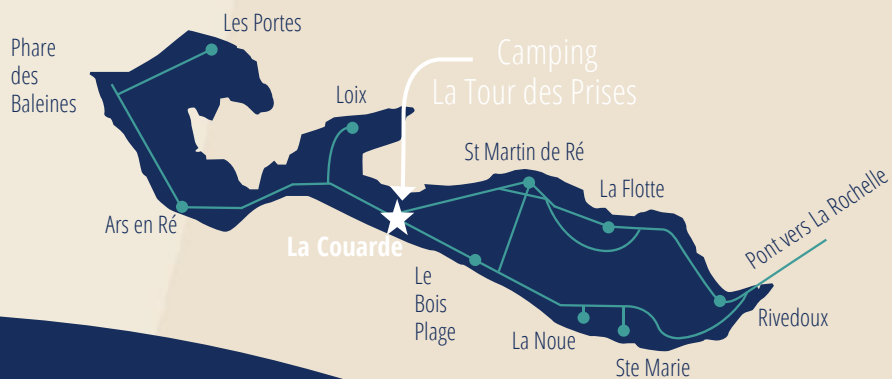 Les Portes
Phare
des
Baleines
Camping
La Tour des Prises
Loix
St Martin de Ré
La Flotte
Pont vers La Rochelle
Ars en Ré
La Couarde
Le
Bois
Plage
La Noue
Rivedoux
Ste Marie